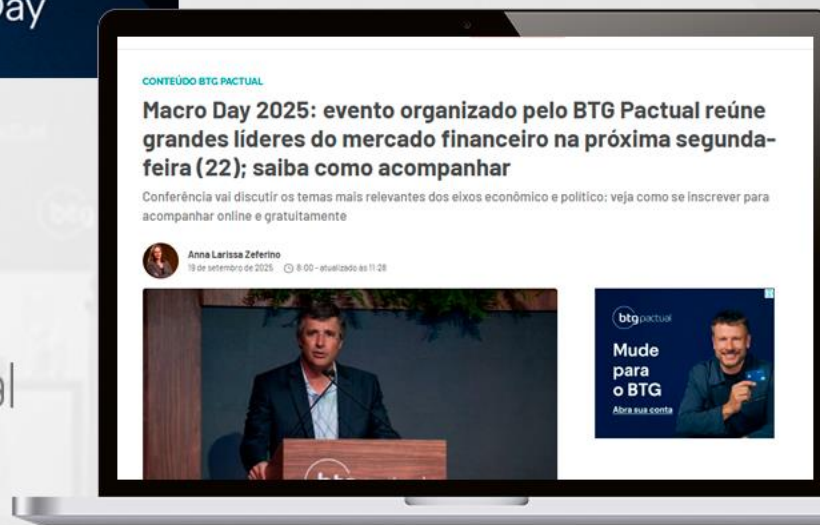 Day
CONTEÚDO BTG PACTUAL
Macro Day 2025: evento organizado pelo BTG Pactual reúne
grandes líderes do mercado financeiro na próxima segunda-
feira (22); saiba como acompanhar
Conferência vai discutir os temas mais relevantes dos eixos econômico e político; veja como se inscrever para
acompanhar online e gratuitamente
Anna Larissa Zeferino
19 de setembro de 2025 8:00 - atualizado às 11:28
btg pactual
Mude
para
o BTG
Abra sua conta